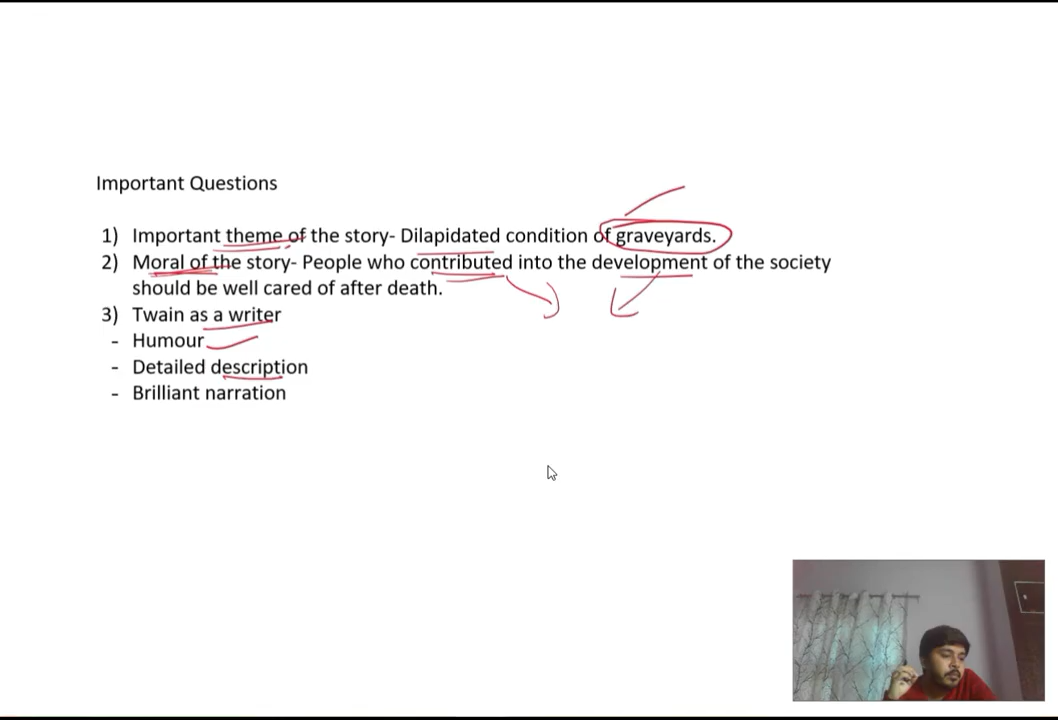 Important Questions
1) Important theme of the story- Dilapidated condition of graveyards.
2) Moral of the story- People who contributed into the development of the society
should be well cared of after death.
3) Twain as a writer
- Humour
- Detailed description
- Brilliant narration